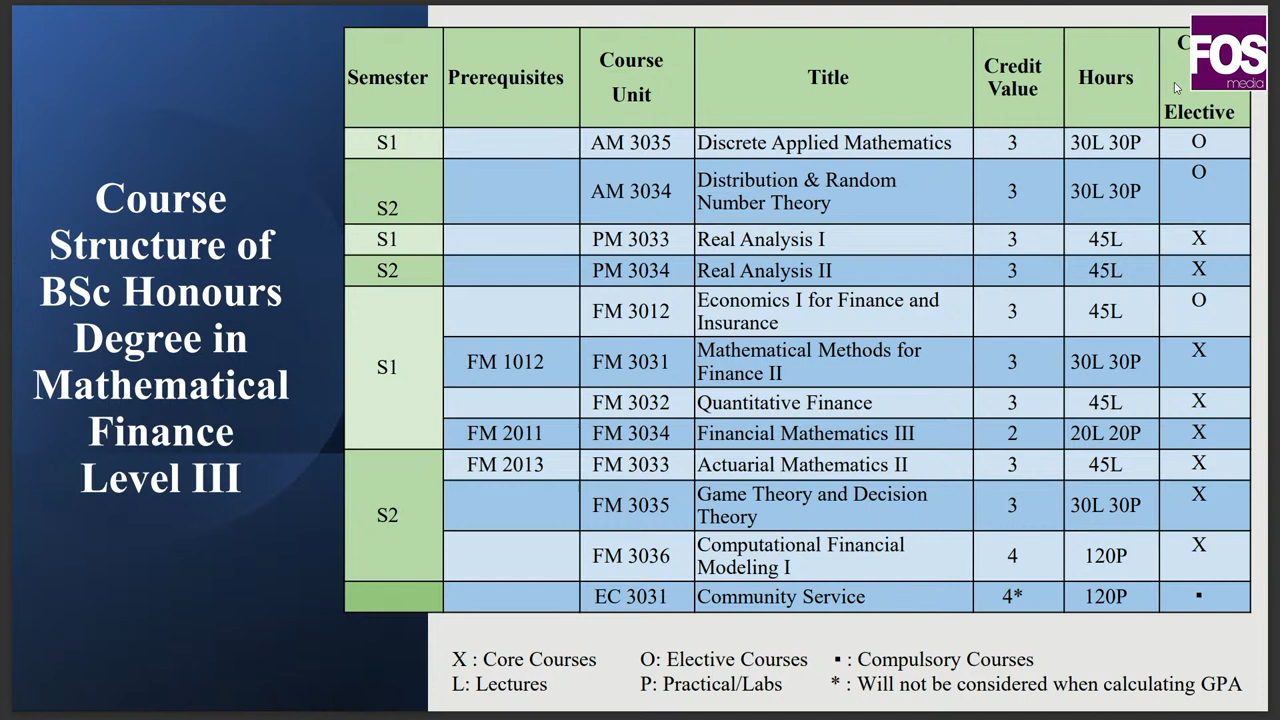 Course
Structure of
BSc Honours
Degree in
Mathematical
Finance
Level III
Semester Prerequisites Course Unit Title Credit Value Hours C Elective
FOS
media
S1 AM 3035 Discrete Applied Mathematics 3 30L 30P O
S2 AM 3034 Distribution & Random Number Theory 3 30L 30P O
S1 PM 3033 Real Analysis I 3 45L X
S2 PM 3034 Real Analysis II 3 45L X
S1 FM 3012 Economics I for Finance and Insurance 3 45L O
FM 1012 FM 3031 Mathematical Methods for Finance II 3 30L 30P X
FM 3032 Quantitative Finance 3 45L X
FM 2011 FM 3034 Financial Mathematics III 2 20L 20P X
S2 FM 2013 FM 3033 Actuarial Mathematics II 3 45L X
FM 3035 Game Theory and Decision Theory 3 30L 30P X
FM 3036 Computational Financial Modeling I 4 120P X
EC 3031 Community Service 4* 120P ▪
X : Core Courses O: Elective Courses ▪ : Compulsory Courses
L: Lectures P: Practical/Labs * : Will not be considered when calculating GPA